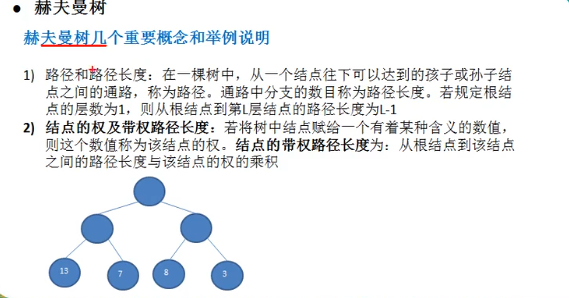 ● 赫夫曼树
赫夫曼树几个重要概念和举例说明
1) 路径和路径长度：在一棵树中，从一个结点往下可以达到的孩子或孙子结
点之间的通路，称为路径。通路中分支的数目称为路径长度。若规定根结
点的层数为1，则从根结点到第L层结点的路径长度为L-1
2) 结点的权及带权路径长度：若将树中结点赋给一个有着某种含义的数值，
则这个数值称为该结点的权。结点的带权路径长度为：从根结点到该结点
之间的路径长度与该结点的权的乘积
13 7 8 3